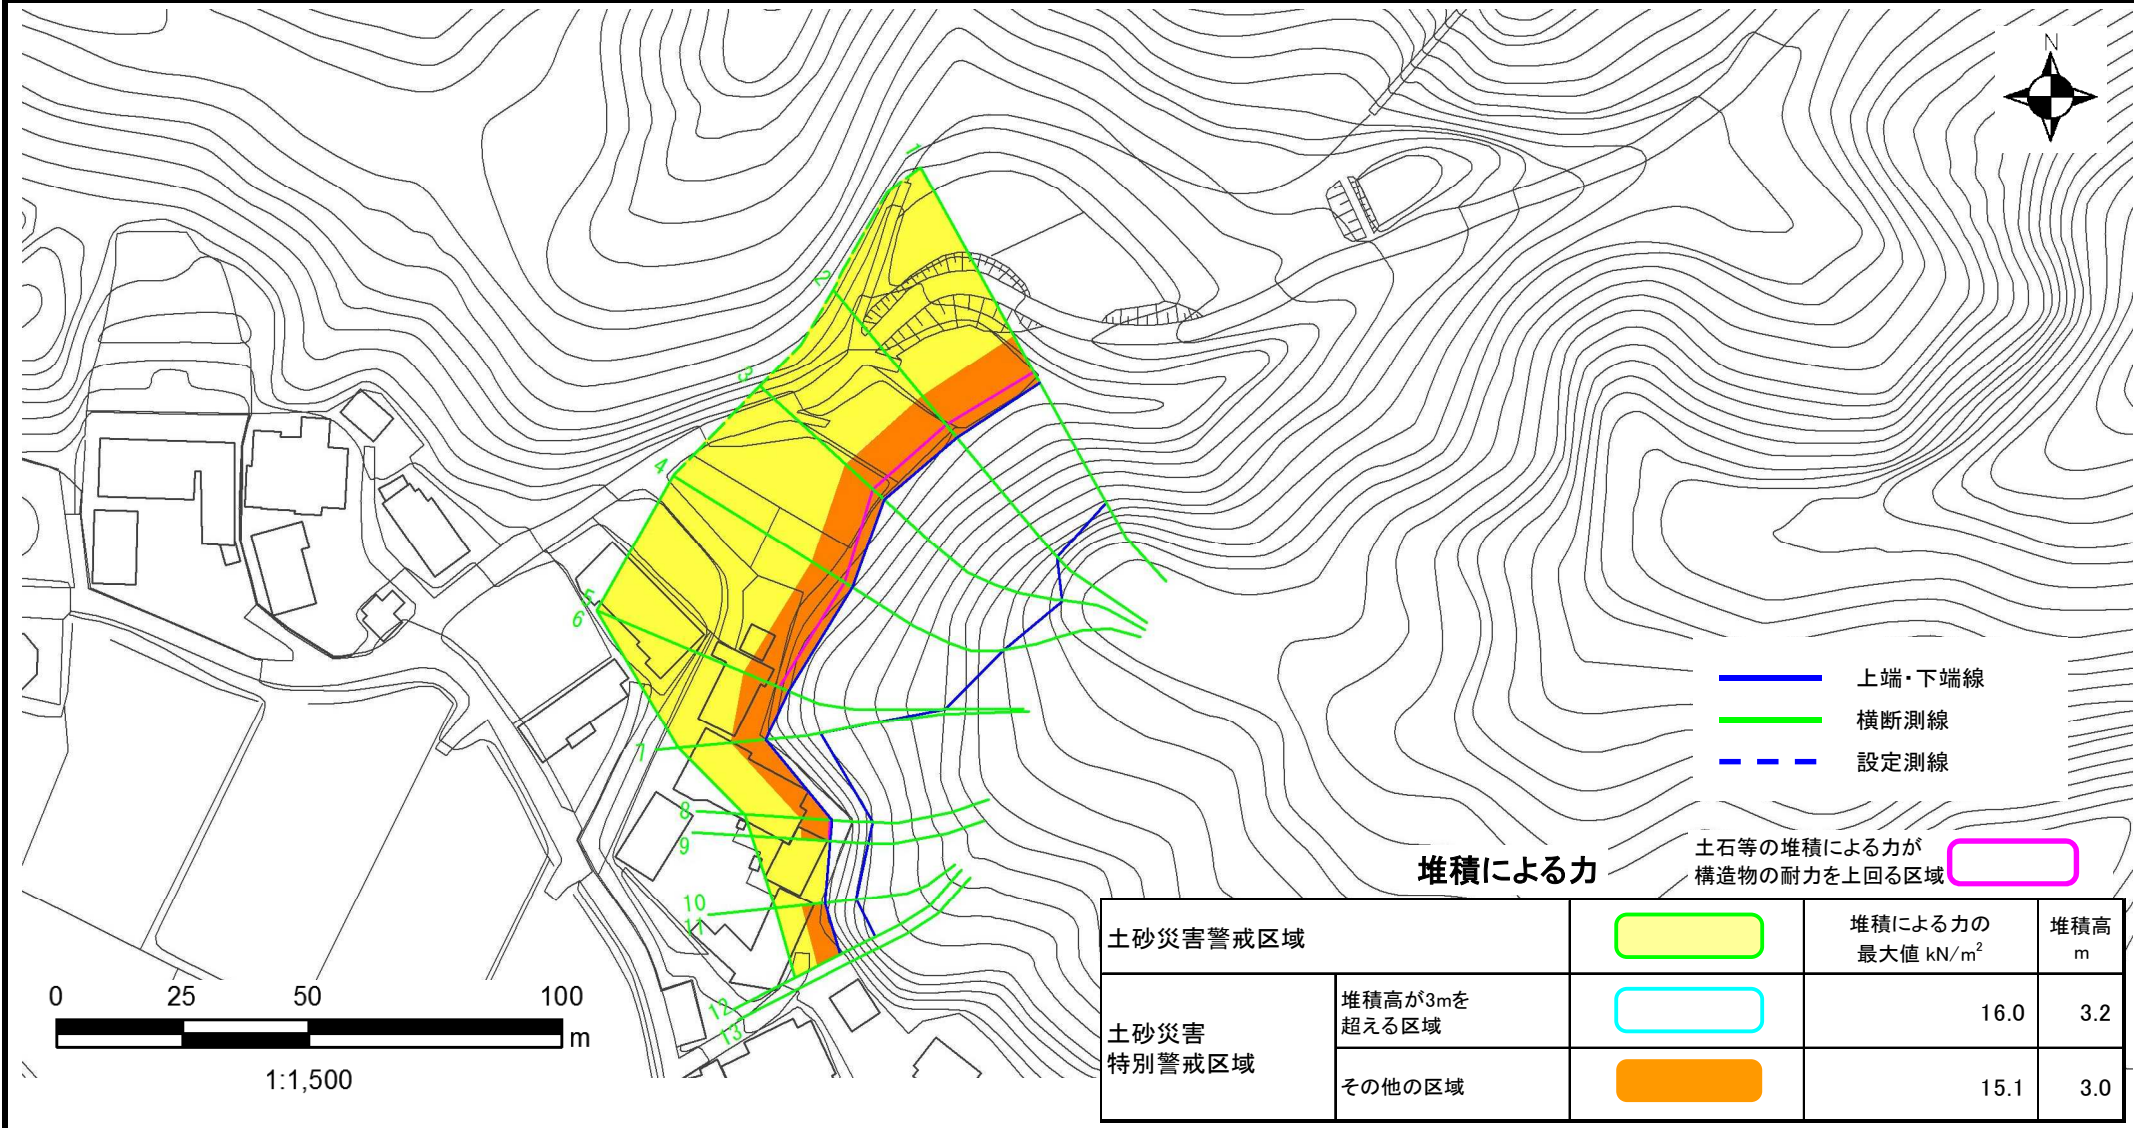 N
1
2
3
4
5
6
7
8
9
10
11
12
13
上端・下端線
横断測線
設定測線
土石等の堆積による力が
構造物の耐力を上回る区域
堆積による力
土砂災害警戒区域
堆積による力の
最大値 kN/m²
堆積高
m
土砂災害
特別警戒区域
堆積高が3mを
超える区域
16.0
3.2
その他の区域
15.1
3.0
0 25 50 100
m
1:1,500